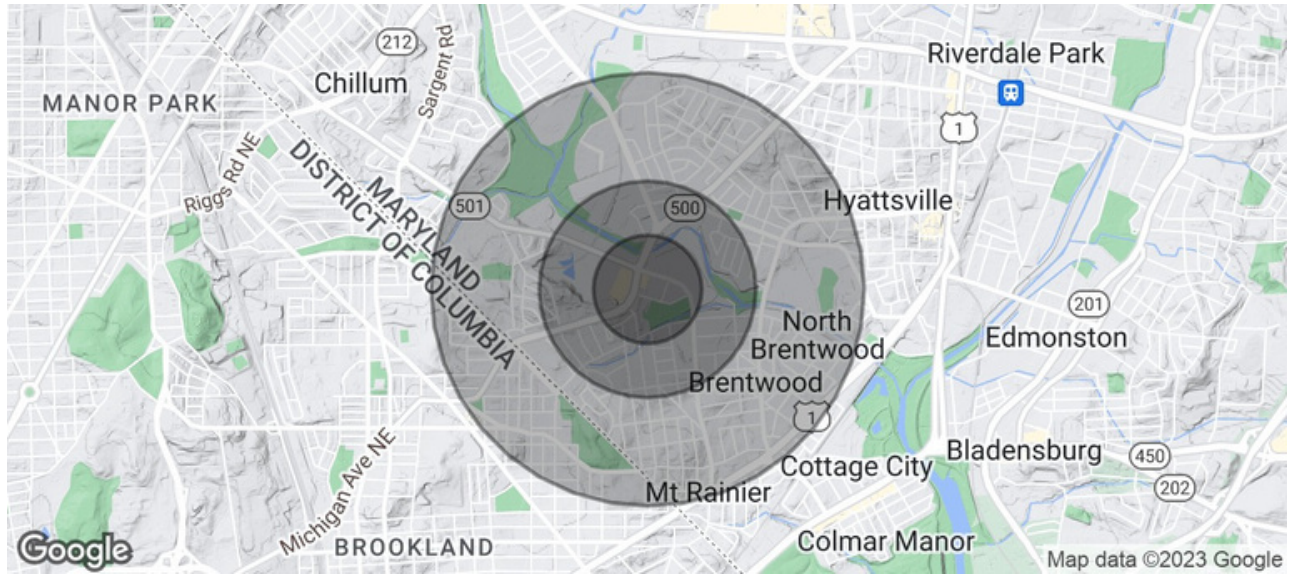 212
Sargent Rd
Riverdale Park
Chillum
MANOR PARK
1
Riggs Rd NE
MARYLAND
DISTRICT OF COLUMBIA
501
500
Hyattsville
201
North
Brentwood
Edmonston
Brentwood
1
Michigan Ave NE
Cottage City
Bladensburg
450
202
Mt Rainier
BROOKLAND
Colmar Manor
Google
Map data ©2023 Google